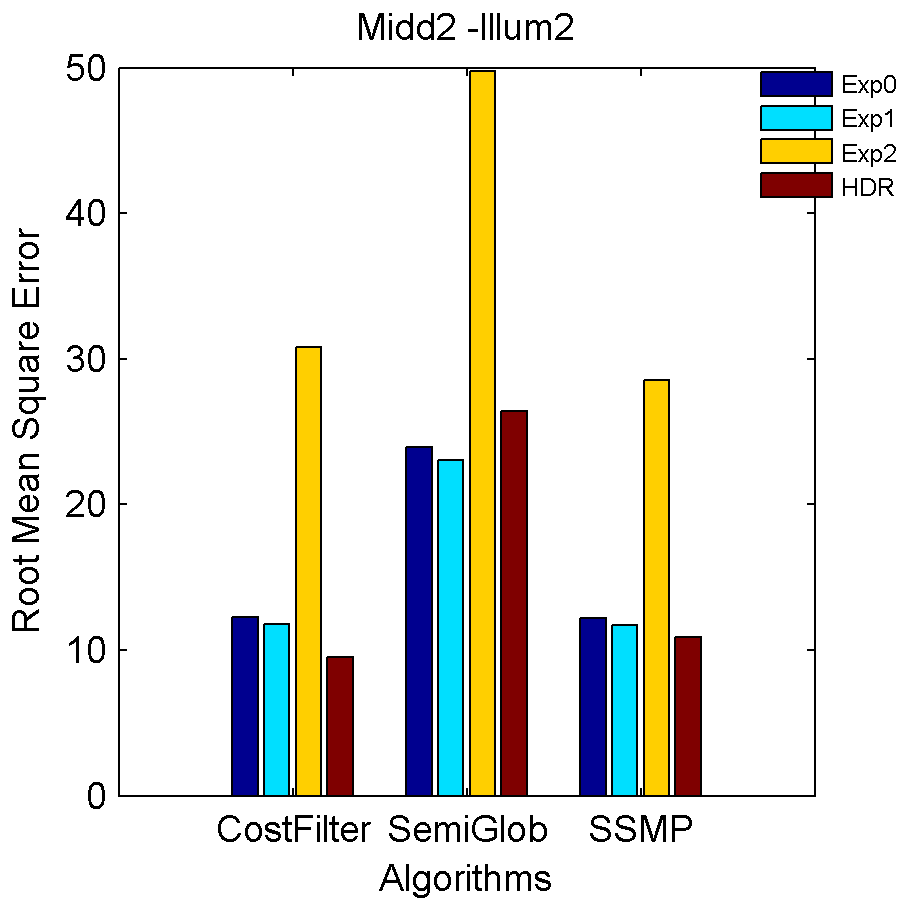 Midd2 -Illum2
Exp0
Exp1
Exp2
HDR
50
40
30
20
10
0
Root Mean Square Error
CostFilter SemiGlob SSMP
Algorithms